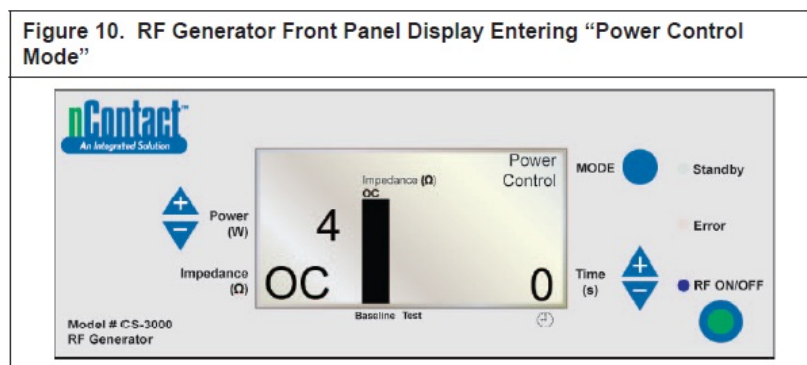 Figure 10. RF Generator Front Panel Display Entering “Power Control
Mode”
nContact™
An Integrated Solution
Power
(W)
Impedance
(Ω)
Model # CS-3000
RF Generator
Impedance (Ω)
OC
Power
Control
4
OC
0
Baseline Test
MODE
Standby
Error
Time
(s)
RF ON/OFF